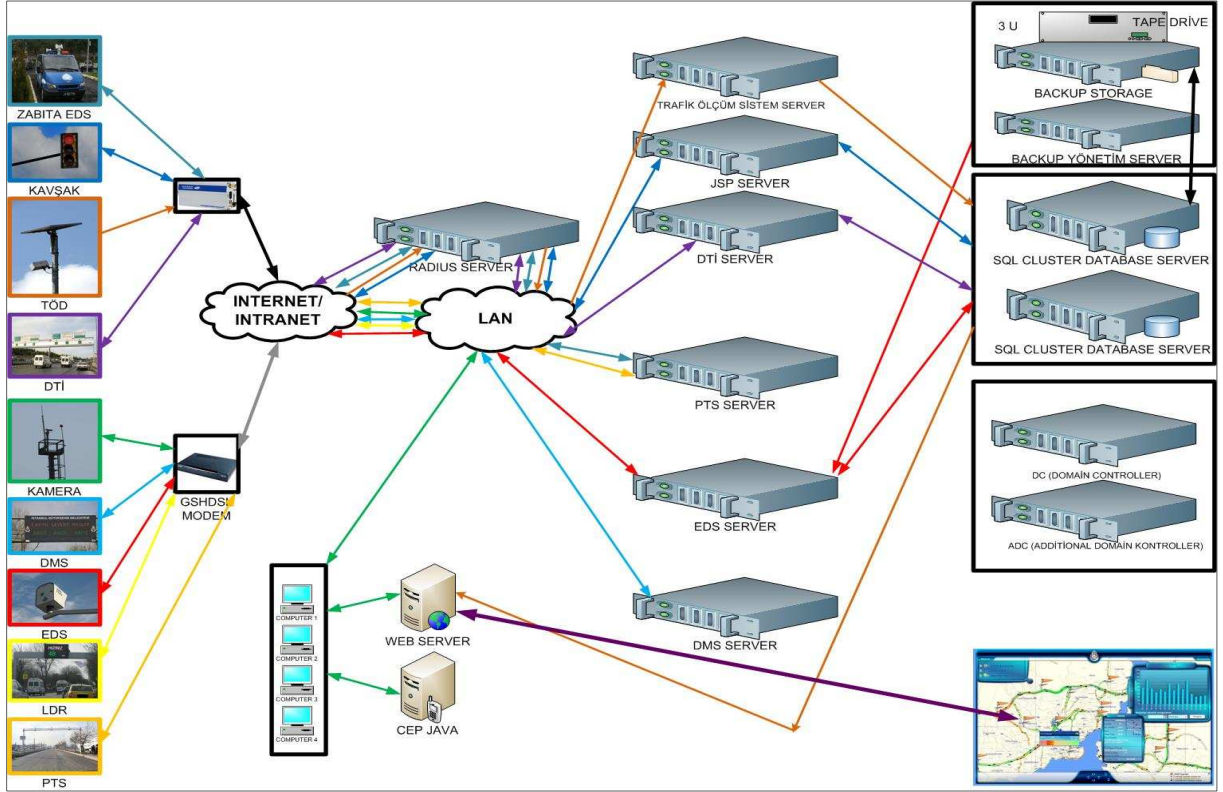 ZABITA EDS
KAVŞAK
TÖD
DTİ
KAMERA
DMS
EDS
LDR
PTS
GSHDSL
MODEM
RADIUS SERVER
INTERNET/
INTRANET
LAN
COMPUTER 1
COMPUTER 2
COMPUTER 3
COMPUTER 4
WEB SERVER
CEP JAVA
TRAFİK ÖLÇÜM SİSTEM SERVER
JSP SERVER
DTİ SERVER
PTS SERVER
EDS SERVER
DMS SERVER
3 U
TAPE DRİVE
BACKUP STORAGE
BACKUP YÖNETİM SERVER
SQL CLUSTER DATABASE SERVER
SQL CLUSTER DATABASE SERVER
DC (DOMAIN CONTROLLER)
ADC (ADDITIONAL DOMAIN KONTROLLER)